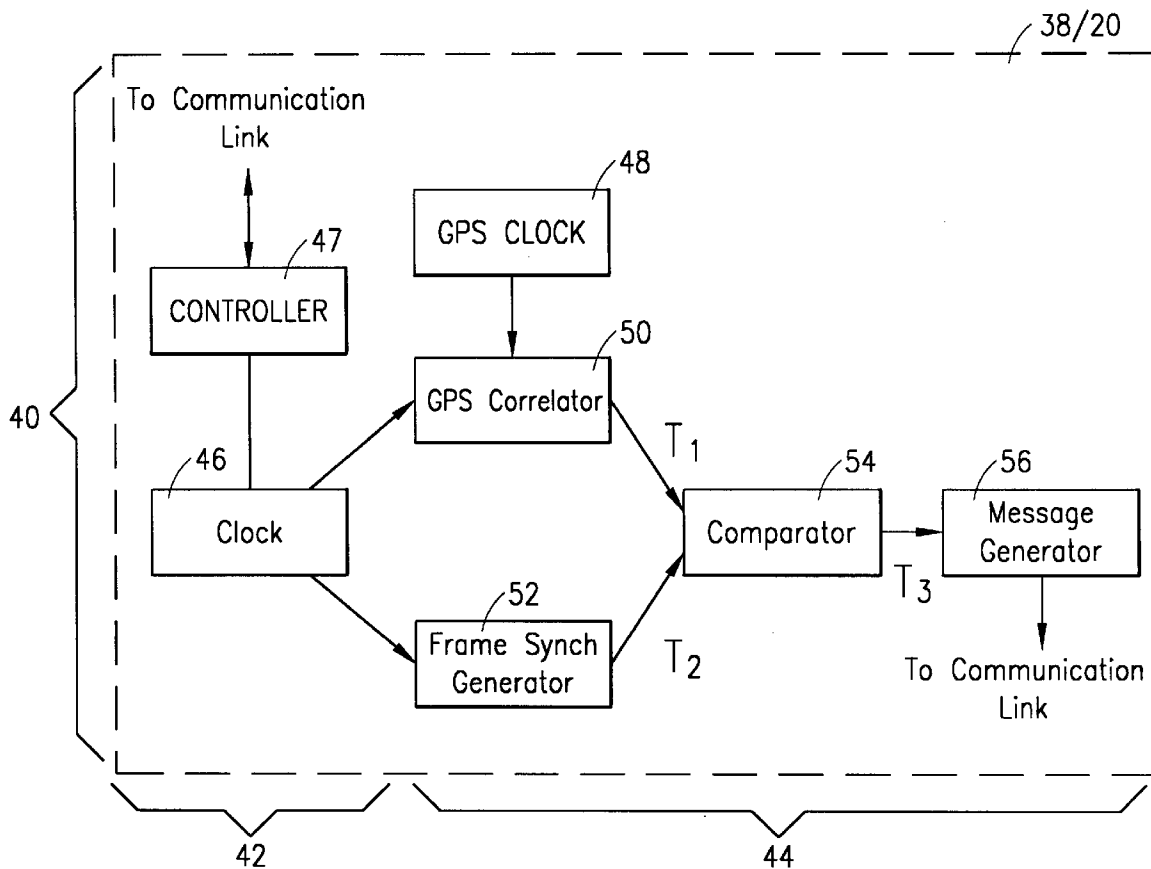 38/20
To Communication
Link
48
GPS CLOCK
47
CONTROLLER
50
GPS Correlator
40
T1
46
Clock
54
Comparator
56
Message
Generator
T3
52
Frame Synch
Generator
T2
To Communication
Link
42
44